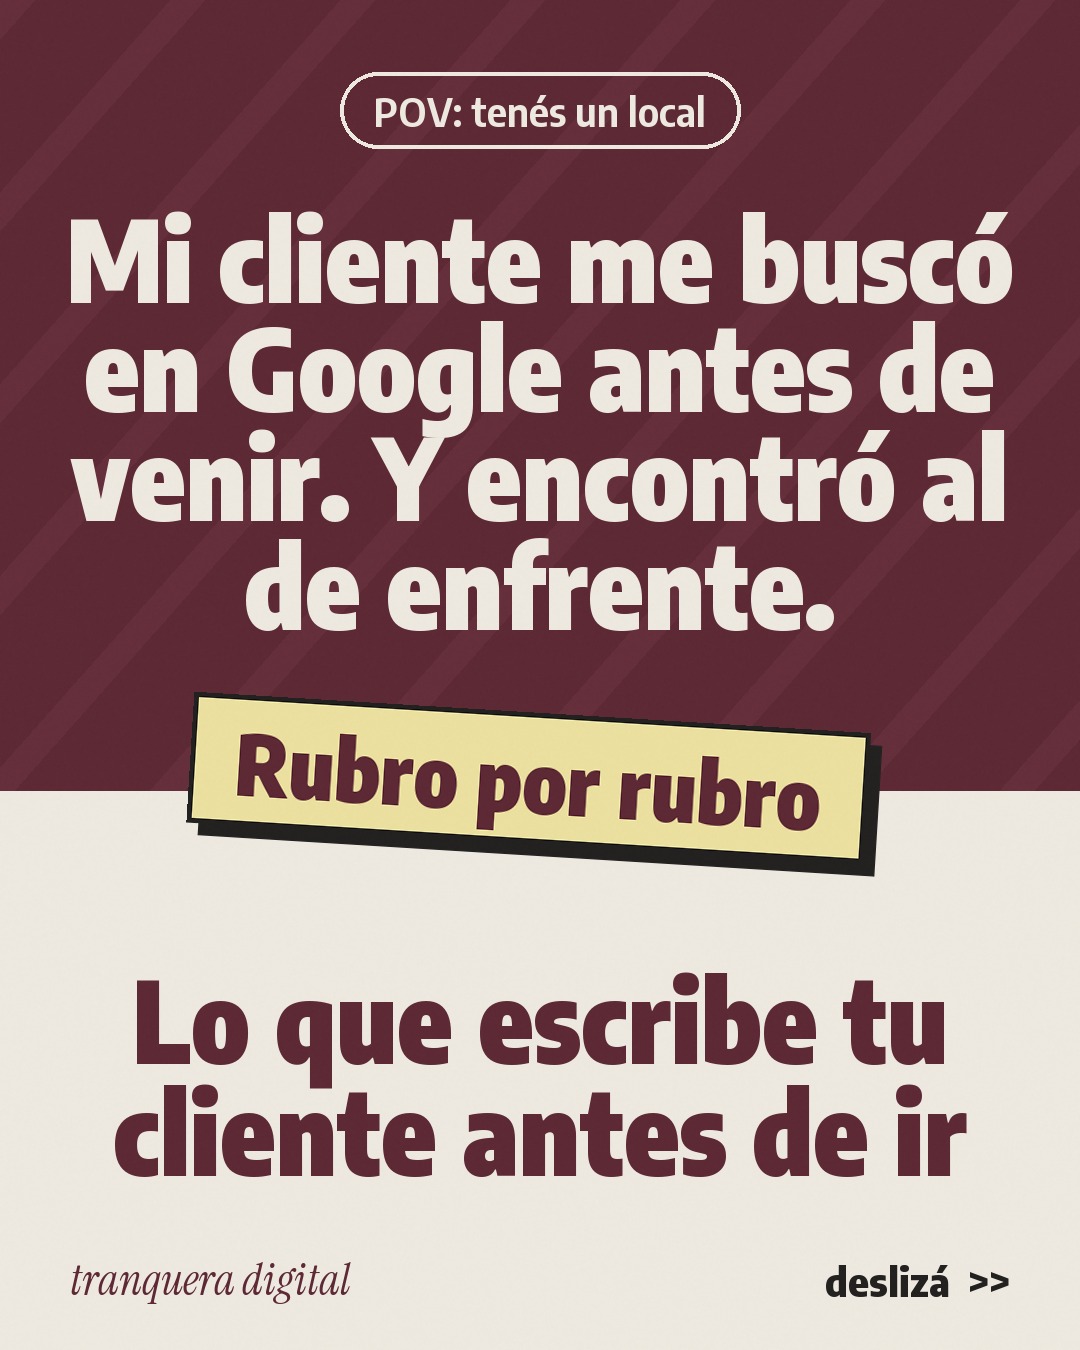 POV: tenés un local
Mi cliente me buscó
en Google antes de
venir. Y encontró al
de enfrente.
Rubro por rubro
Lo que escribe tu
cliente antes de ir
tranquera digital
deslizá >>